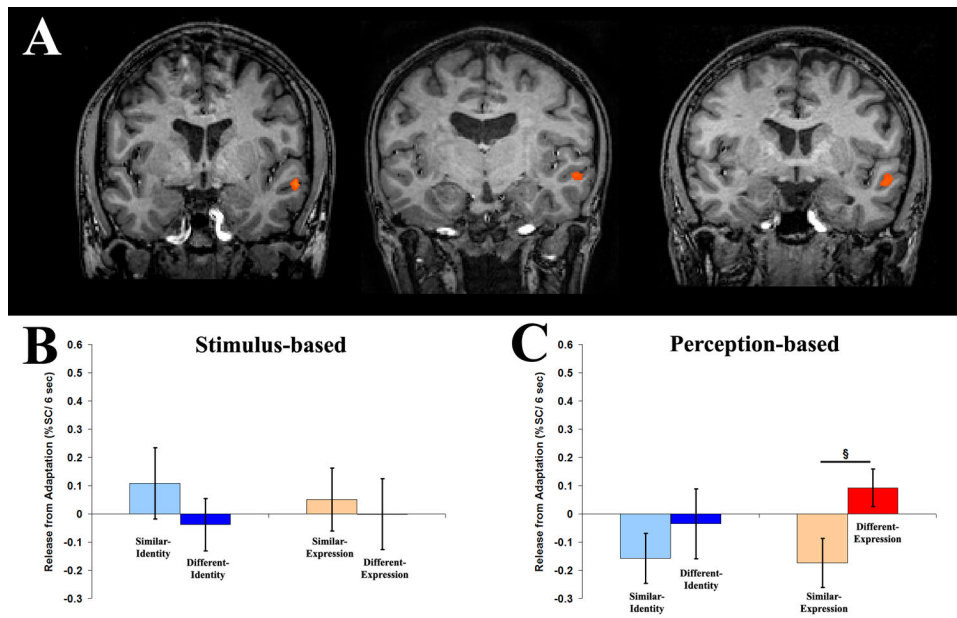 A
B
Stimulus-based
Release from Adaptation (%SC/ 6 sec)
0.6
0.5
0.4
0.3
0.2
0.1
0
-0.1
-0.2
-0.3
Similar-
Identity
Different-
Identity
Similar-
Expression
Different-
Expression
C
Perception-based
Release from Adaptation (%SC/ 6 sec)
0.6
0.5
0.4
0.3
0.2
0.1
0
-0.1
-0.2
-0.3
Similar-
Identity
Different-
Identity
§
Similar-
Expression
Different-
Expression